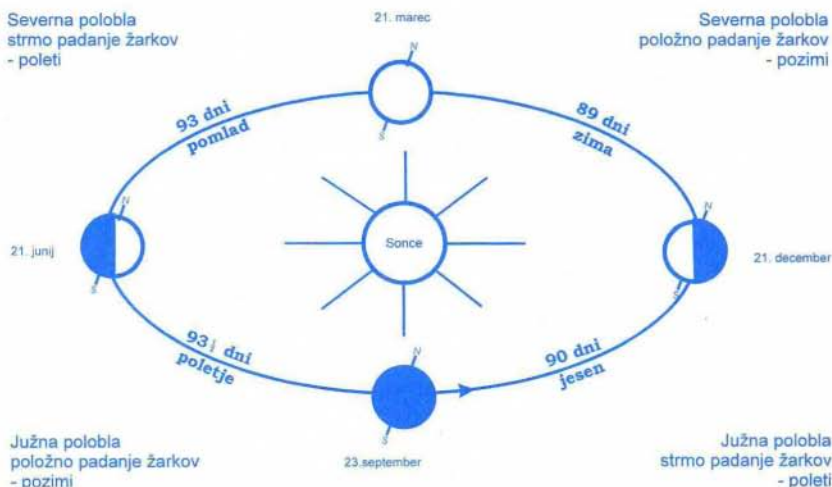 Severna polobla
strmo padanje žarkov
- poleti
21. marec
Severna polobla
položno padanje žarkov
- pozimi
N
S
93 dni
pomlad
89 dni
zima
N
S
21. junij
Sonce
N
S
21. december
93 dni
poletje
90 dni
jesen
N
S
23.september
Južna polobla
položno padanje žarkov
- pozimi
Južna polobla
strmo padanje žarkov
- poleti